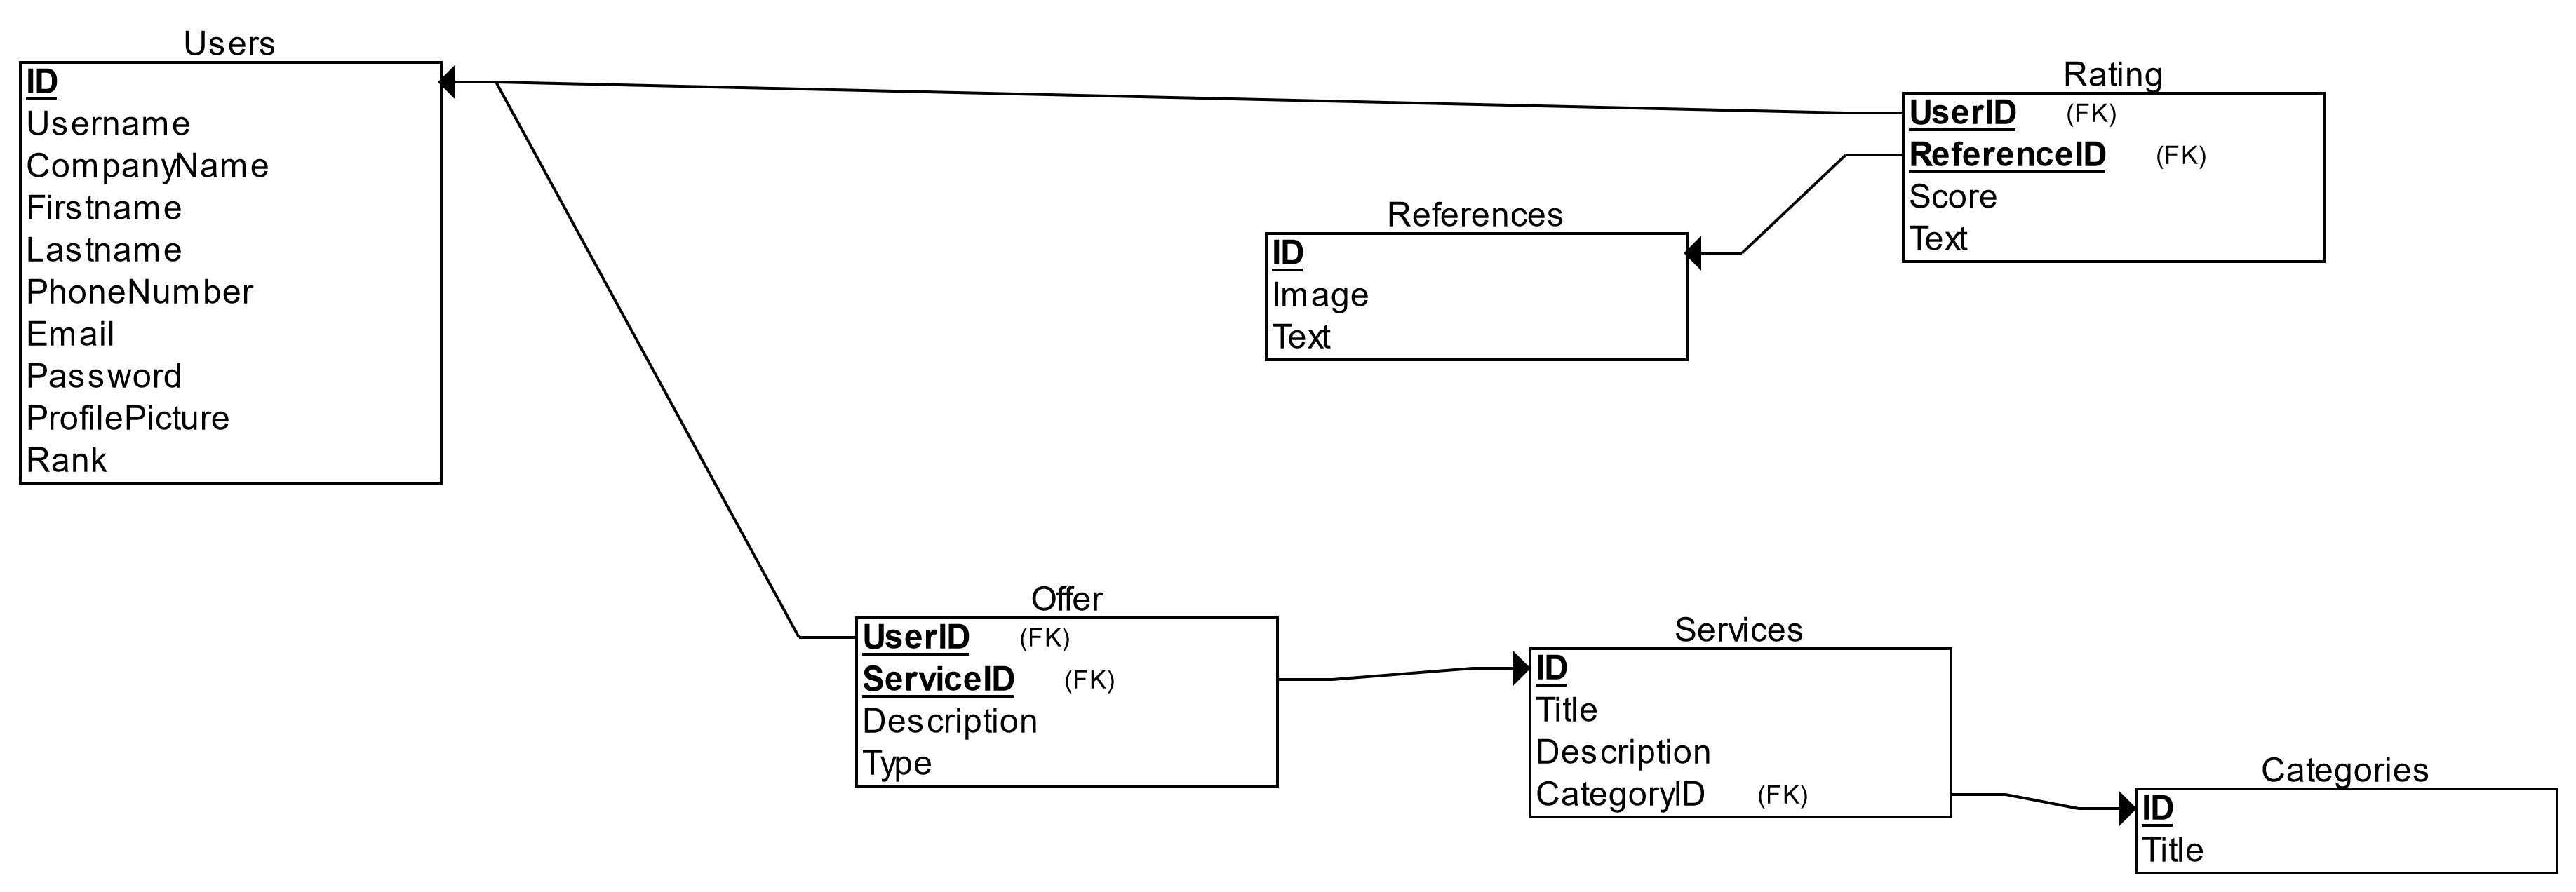 Users
ID
Username
CompanyName
Firstname
Lastname
PhoneNumber
Email
Password
ProfilePicture
Rank
Rating
UserID (FK)
ReferenceID (FK)
Score
Text
References
ID
Image
Text
Offer
UserID (FK)
ServiceID (FK)
Description
Type
Services
ID
Title
Description
CategoryID (FK)
Categories
ID
Title